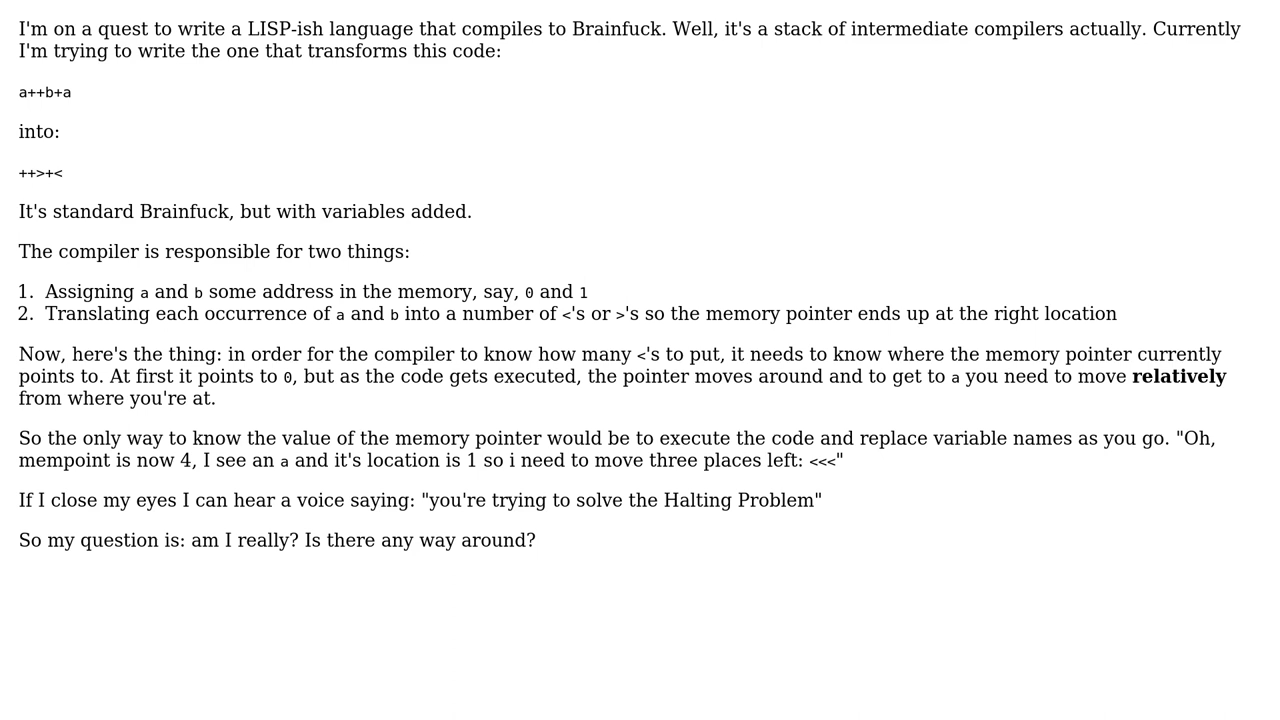 I'm on a quest to write a LISP-ish language that compiles to Brainfuck. Well, it's a stack of intermediate compilers actually. Currently
I'm trying to write the one that transforms this code:
a++b+a
into:
++>+<
It's standard Brainfuck, but with variables added.
The compiler is responsible for two things:
1. Assigning a and b some address in the memory, say, 0 and 1
2. Translating each occurrence of a and b into a number of <'s or >'s so the memory pointer ends up at the right location
Now, here's the thing: in order for the compiler to know how many <'s to put, it needs to know where the memory pointer currently
points to. At first it points to 0, but as the code gets executed, the pointer moves around and to get to a you need to move relatively
from where you're at.
So the only way to know the value of the memory pointer would be to execute the code and replace variable names as you go. "Oh,
mempoint is now 4, I see an a and it's location is 1 so i need to move three places left: <<<"
If I close my eyes I can hear a voice saying: "you're trying to solve the Halting Problem"
So my question is: am I really? Is there any way around?